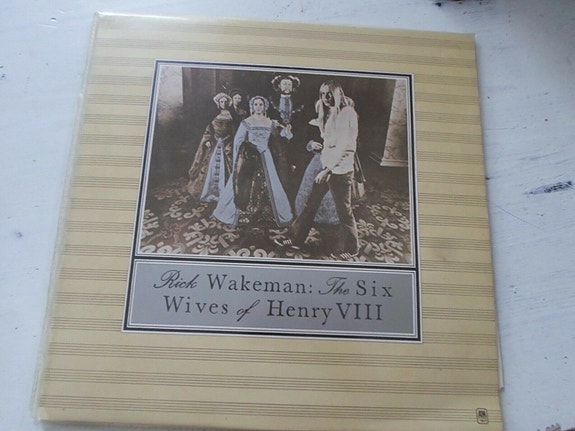 Rick Wakeman: The Six
Wives of Henry VIII